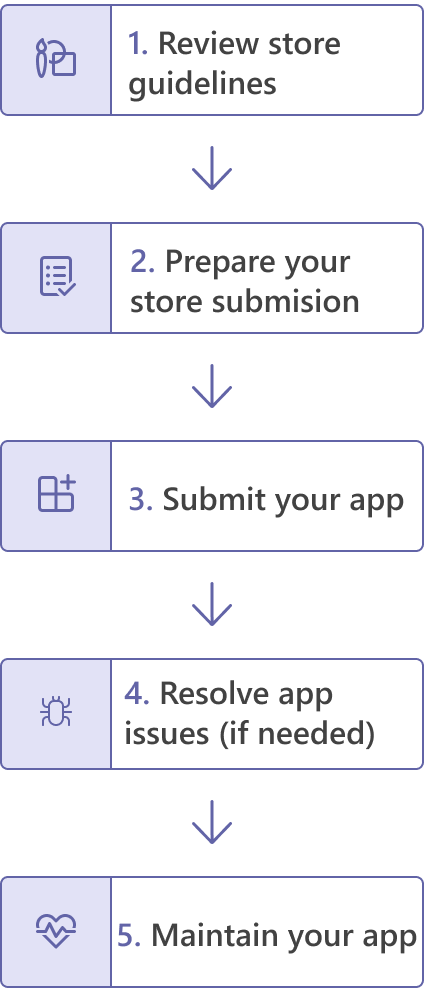 1. Review store
guidelines
2. Prepare your
store submision
3. Submit your app
4. Resolve app
issues (if needed)
5. Maintain your app